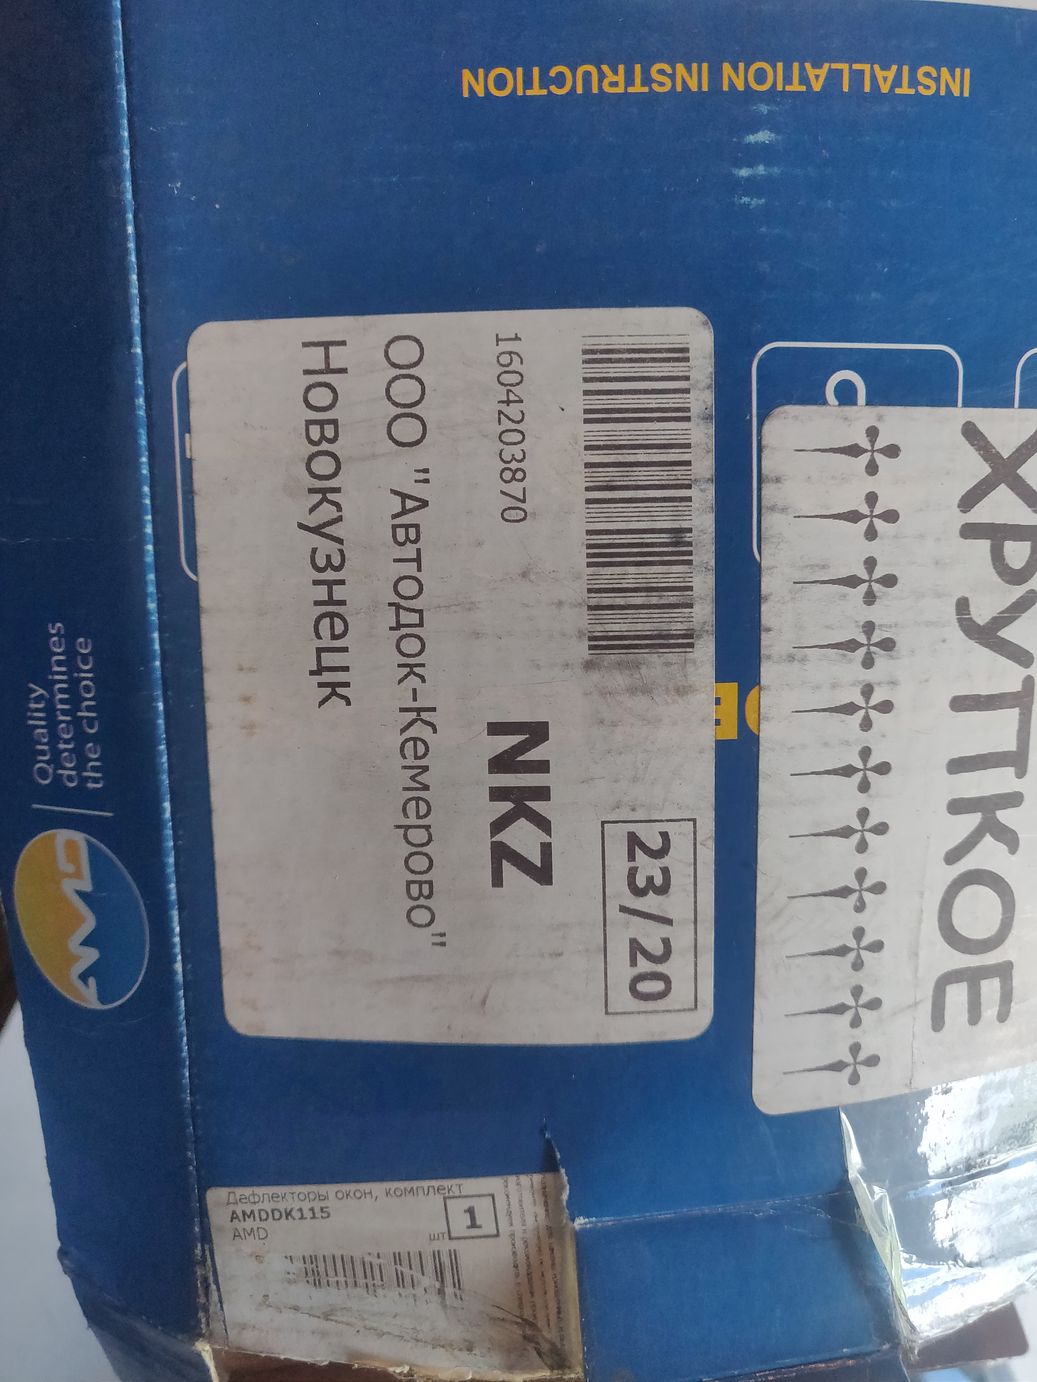 INSTALLATION INSTRUCTION
23/20
1604203870
NKZ
ООО "Автодок-Кемерово"
Новокузнецк
ХРУПКОЕ
AMD
Quality
determines
the choice
Дефлекторы окон, комплект
AMDDK115
AMD
1
шт